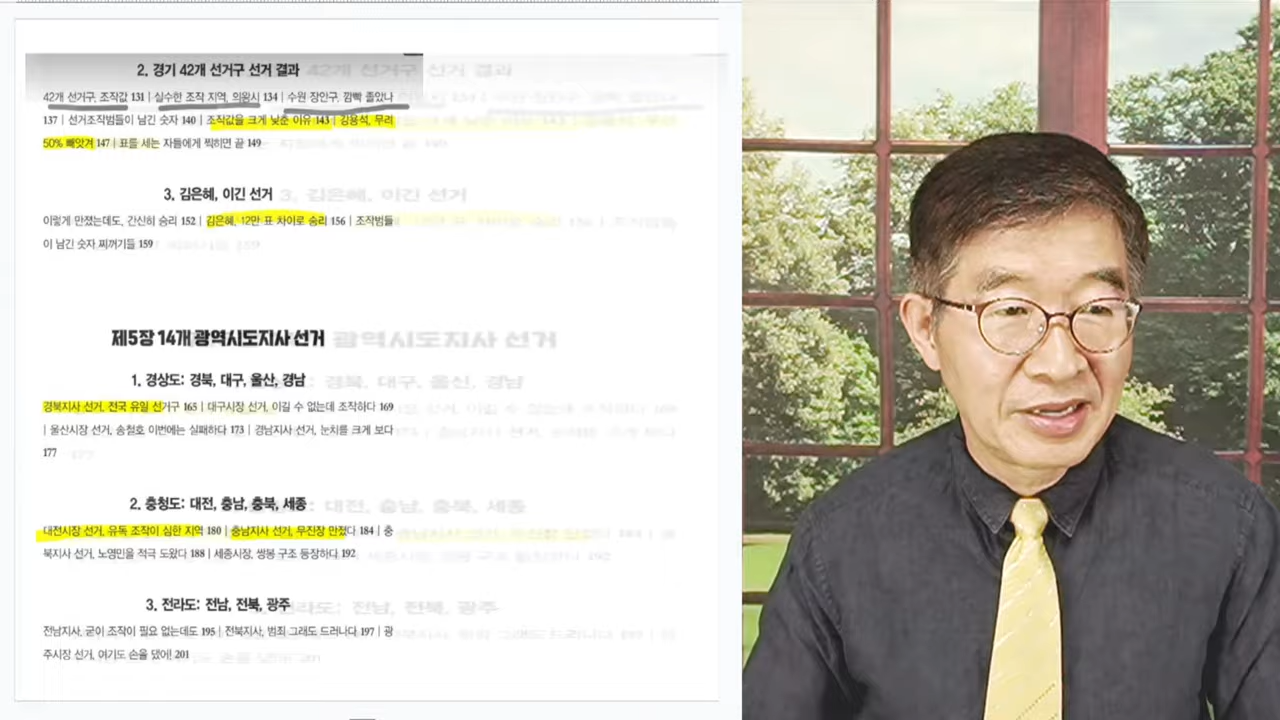 2. 경기 42개 선거구 선거 결과
42개 선거구, 조작값 131 | 실수한 조작 지역, 의왕시 134 | 수원 장안구, 깜빡 졸았나
137 | 선거조작범들이 남긴 숫자 140 | 조작값을 크게 낮춘 이유 143 | 강용석, 무려
50% 빼앗겨 147 | 표를 세는 자들에게 찍히면 끝 149
3. 김은혜, 이긴 선거
이렇게 만졌는데도, 간산히 승리 152 | 김은혜, 12만 표 차이로 승리 156 | 조작범들
이 남긴 숫자 찌꺼기들 159
제5장 14개 광역시도지사 선거
1. 경상도: 경북, 대구, 울산, 경남
경북지사 선거, 전국 유일 선거구 165 | 대구시장 선거, 이길 수 없는데 조작하다 169
| 울산시장 선거, 송철호 이번에는 실패하다 173 | 경남지사 선거, 눈치를 크게 보다
177
2. 충청도: 대전, 충남, 충북, 세종
대전시장 선거, 유독 조작이 심한 지역 180 | 충남지사 선거, 무진장 만졌다 184 | 충
북지사 선거, 노영민을 적극 도왔다 188 | 세종시장, 쌍봉 구조 등장하다 192
3. 전라도: 전남, 전북, 광주
전남지사, 굳이 조작이 필요 없는데도 195 | 전북지사, 범죄 그래도 드러나다 197 | 광
주시장 선거, 여기도 손을 댔어! 201